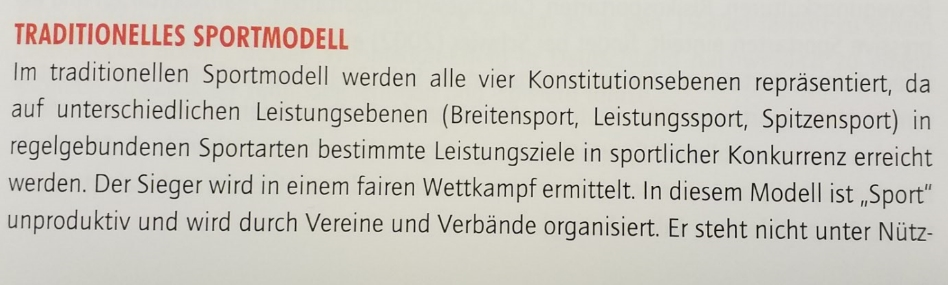 TRADITIONELLES SPORTMODELL
Im traditionellen Sportmodell werden alle vier Konstitutionsebenen repräsentiert, da
auf unterschiedlichen Leistungsebenen (Breitensport, Leistungssport, Spitzensport) in
regelgebundenen Sportarten bestimmte Leistungsziele in sportlicher Konkurrenz erreicht
werden. Der Sieger wird in einem fairen Wettkampf ermittelt. In diesem Modell ist „Sport“
unproduktiv und wird durch Vereine und Verbände organisiert. Er steht nicht unter Nütz-